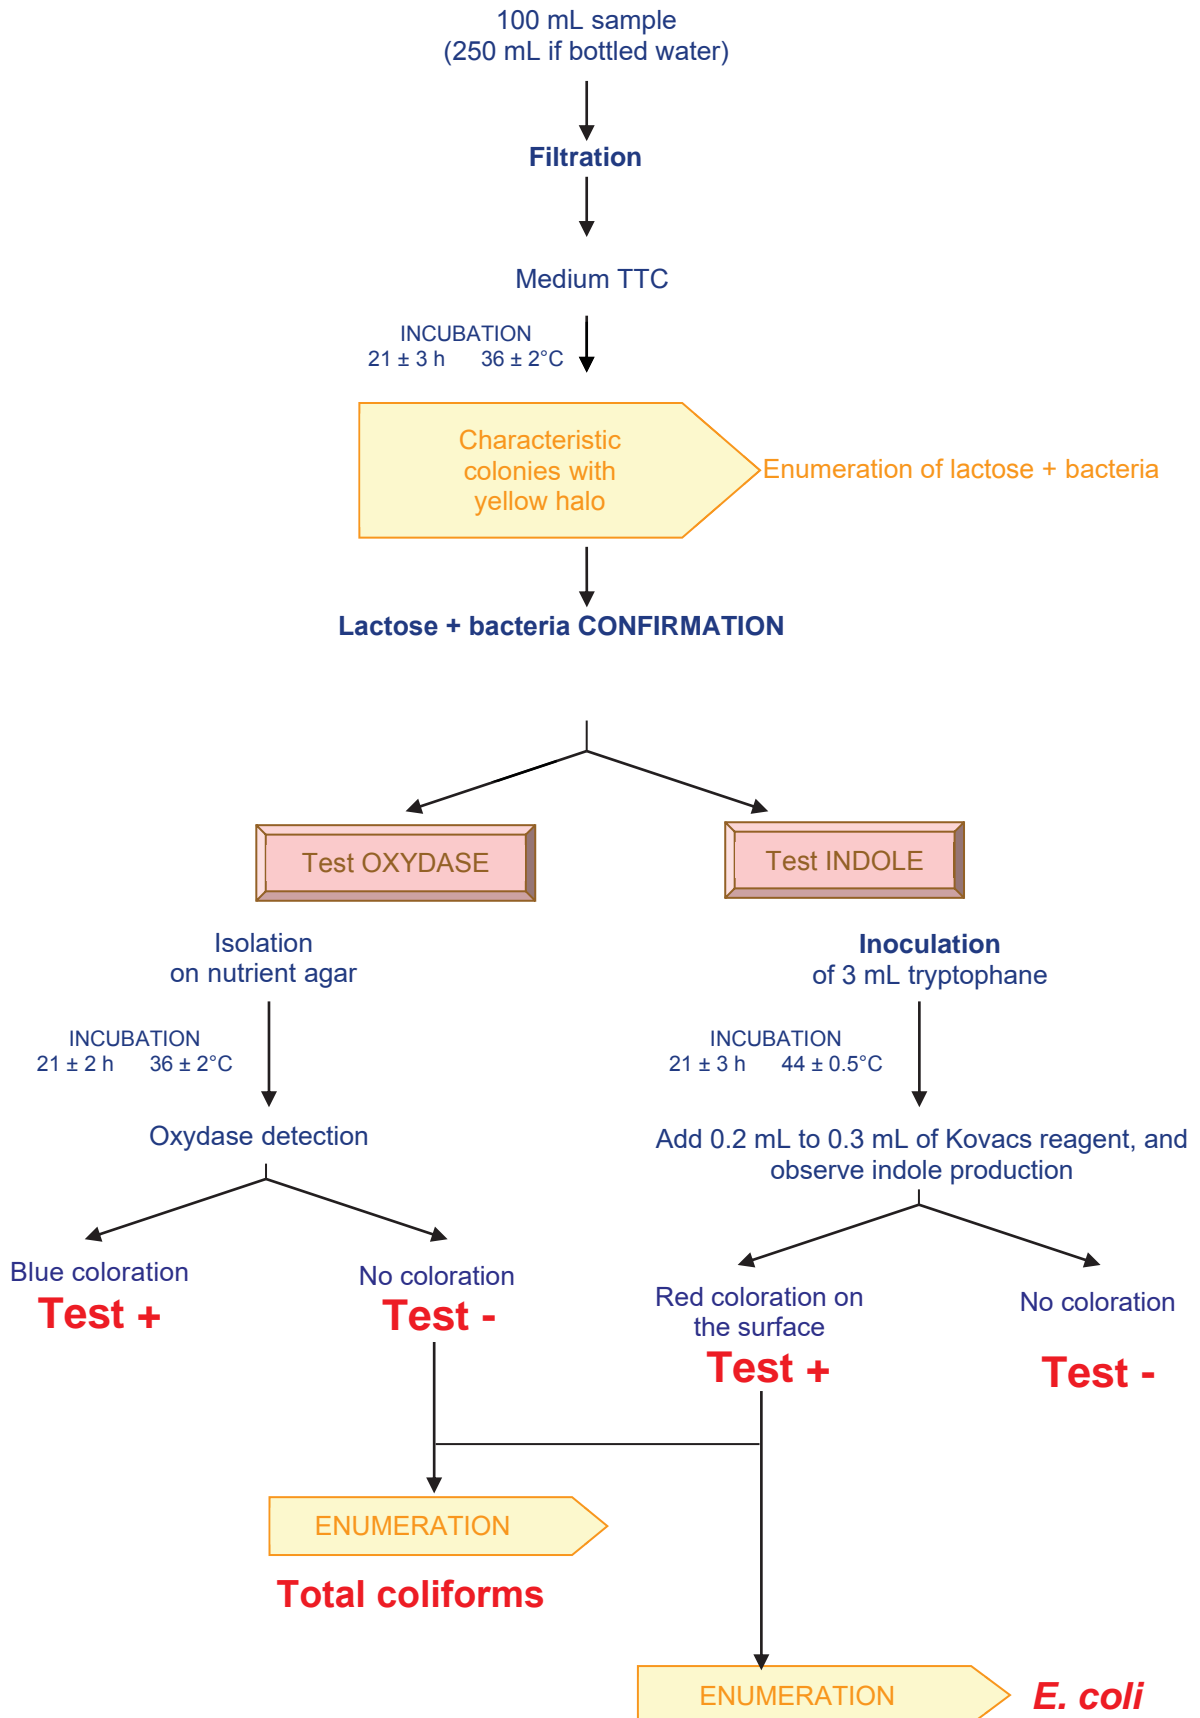 100 mL sample
(250 mL if bottled water)
Filtration
Medium TTC
INCUBATION
21 ± 3 h 36 ± 2°C
Characteristic
colonies with
yellow halo
Enumeration of lactose + bacteria
Lactose + bacteria CONFIRMATION
Test OXYDASE
Test INDOLE
Isolation
on nutrient agar
Inoculation
of 3 mL tryptophane
INCUBATION
21 ± 2 h 36 ± 2°C
INCUBATION
21 ± 3 h 44 ± 0.5°C
Oxydase detection
Add 0.2 mL to 0.3 mL of Kovacs reagent, and
observe indole production
Blue coloration
Test +
No coloration
Test -
Red coloration on
the surface
Test +
No coloration
Test -
ENUMERATION
Total coliforms
ENUMERATION
E. coli